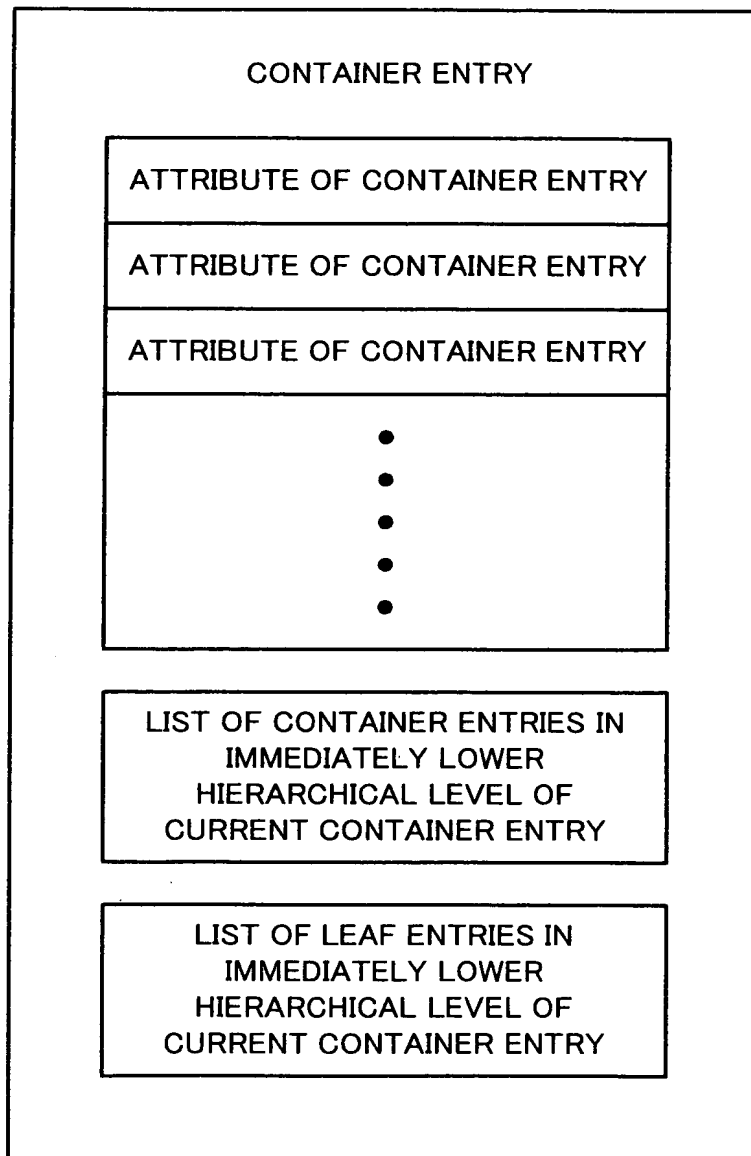 CONTAINER ENTRY
ATTRIBUTE OF CONTAINER ENTRY
ATTRIBUTE OF CONTAINER ENTRY
ATTRIBUTE OF CONTAINER ENTRY
LIST OF CONTAINER ENTRIES IN
IMMEDIATELY LOWER
HIERARCHICAL LEVEL OF
CURRENT CONTAINER ENTRY
LIST OF LEAF ENTRIES IN
IMMEDIATELY LOWER
HIERARCHICAL LEVEL OF
CURRENT CONTAINER ENTRY